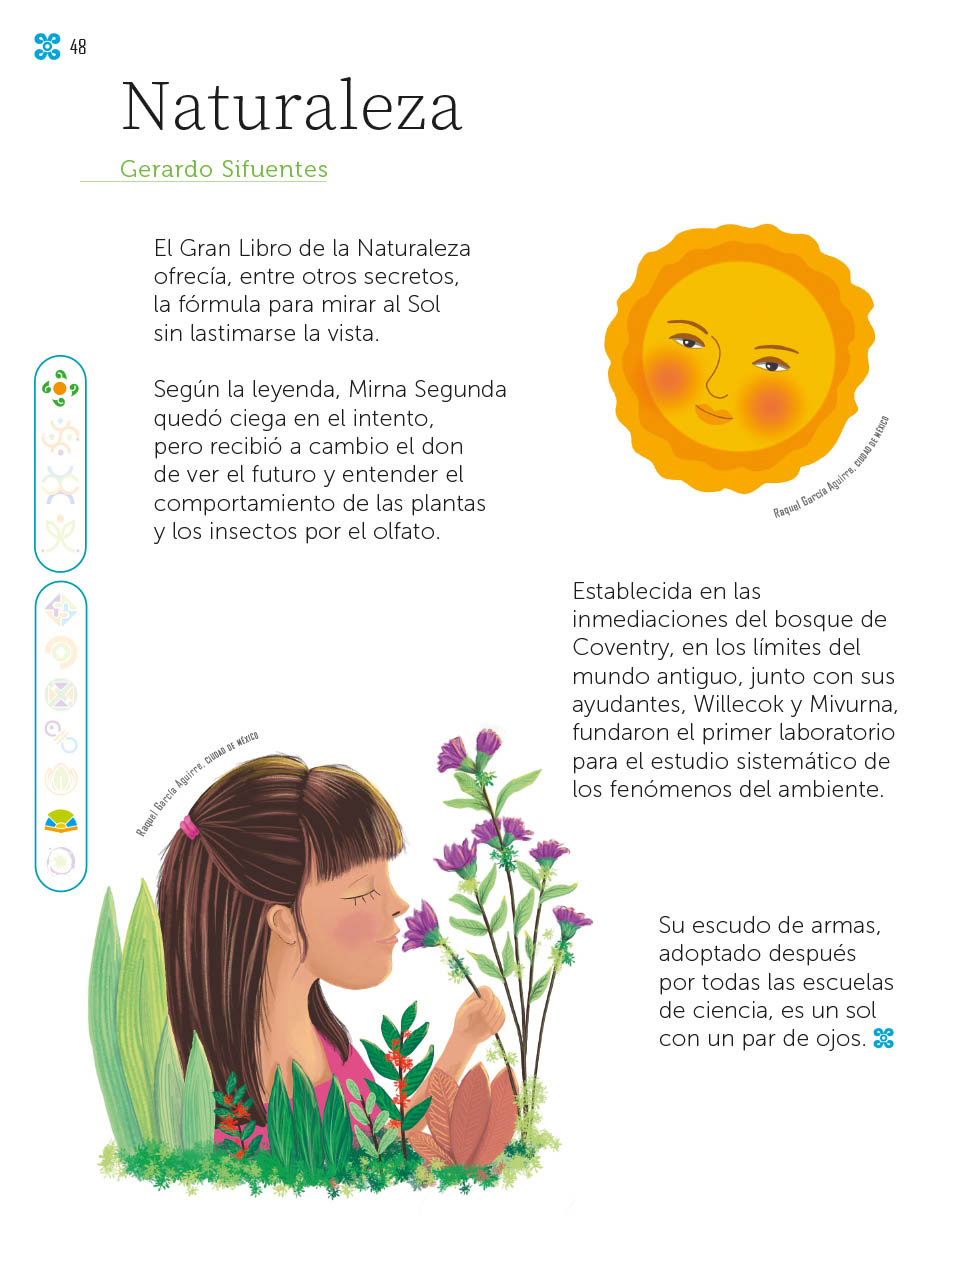 48
Naturaleza
Gerardo Sifuentes
El Gran Libro de la Naturaleza
ofrecía, entre otros secretos,
la fórmula para mirar al Sol
sin lastimarse la vista.
Según la leyenda, Mirna Segunda
quedó ciega en el intento,
pero recibió a cambio el don
de ver el futuro y entender el
comportamiento de las plantas
y los insectos por el olfato.
Raquel García Aguirre, CIUDAD DE MÉXICO
Establecida en las
inmediaciones del bosque de
Coventry, en los límites del
mundo antiguo, junto con sus
ayudantes, Willecok y Mivurna,
fundaron el primer laboratorio
para el estudio sistemático de
los fenómenos del ambiente.
Raquel García Aguirre, CIUDAD DE MÉXICO
Su escudo de armas,
adoptado después
por todas las escuelas
de ciencia, es un sol
con un par de ojos.